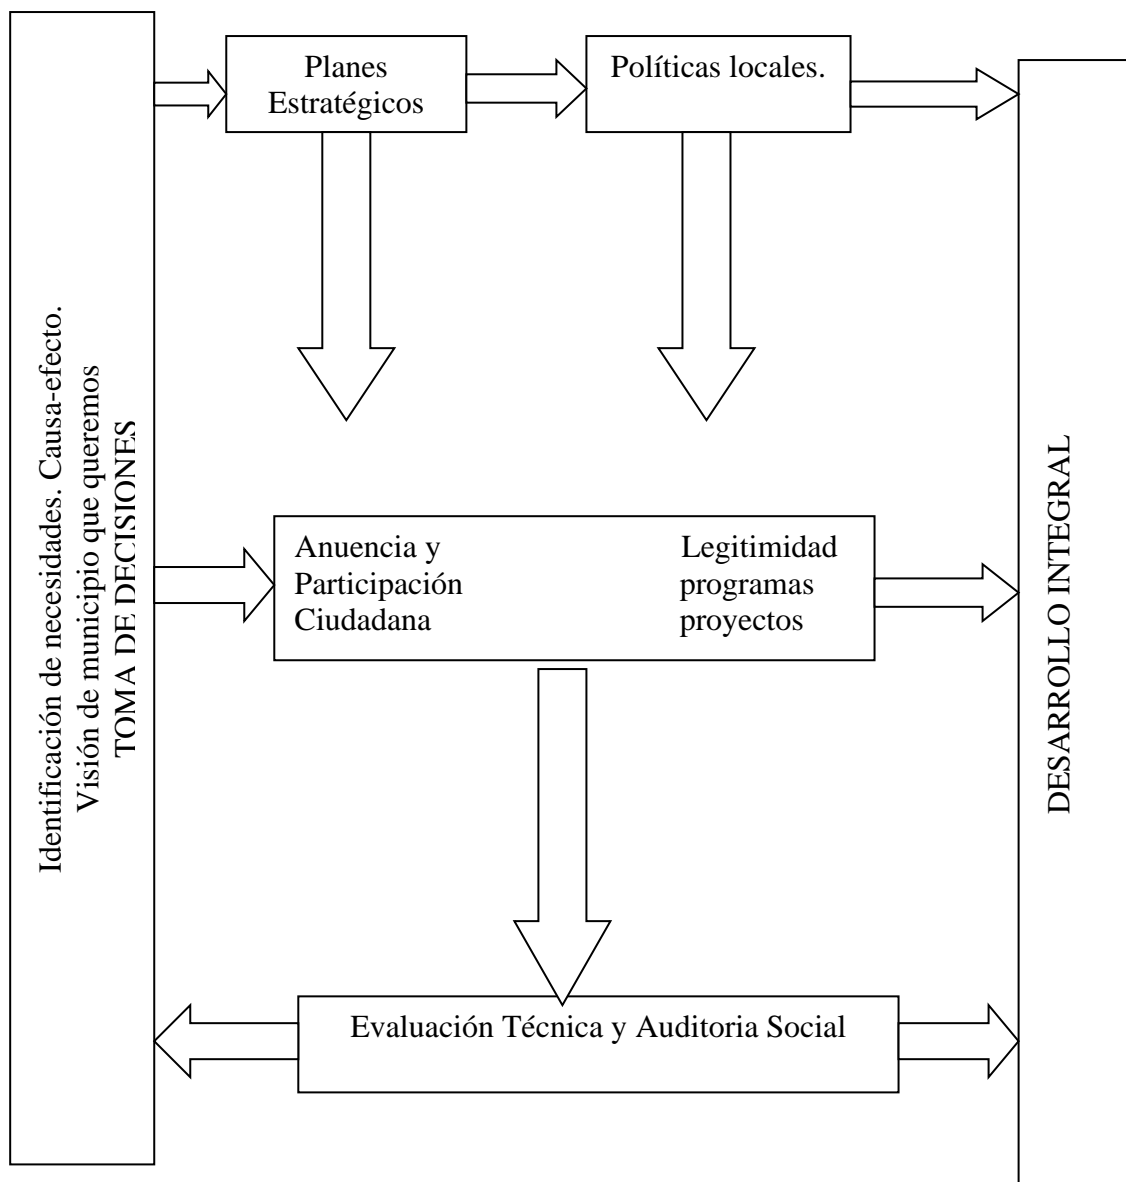 Identificación de necesidades. Causa-efecto.
Visión de municipio que queremos
TOMA DE DECISIONES
Planes
Estratégicos
Políticas locales.
Anuencia y
Participación
Ciudadana
Legitimidad
programas
proyectos
Evaluación Técnica y Auditoria Social
DESARROLLO INTEGRAL